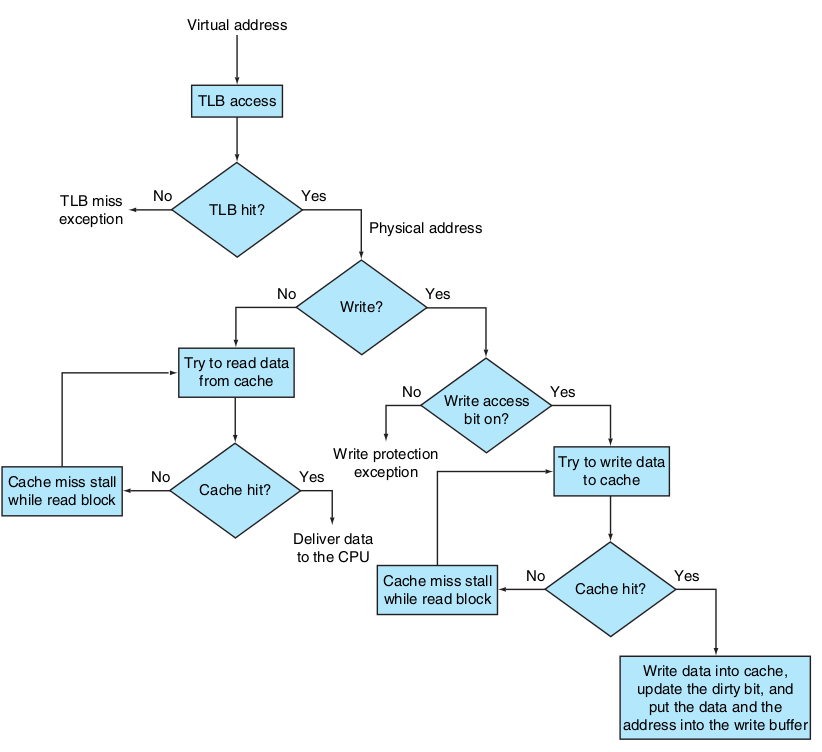 Virtual address
TLB access
No
Yes
TLB miss
exception
TLB hit?
Physical address
No
Yes
Write?
Try to read data
from cache
No
Yes
Write access
bit on?
Write protection
exception
Try to write data
to cache
Cache miss stall
while read block
No
Yes
Cache hit?
Deliver data
to the CPU
Cache miss stall
while read block
No
Yes
Cache hit?
Write data into cache,
update the dirty bit, and
put the data and the
address into the write buffer